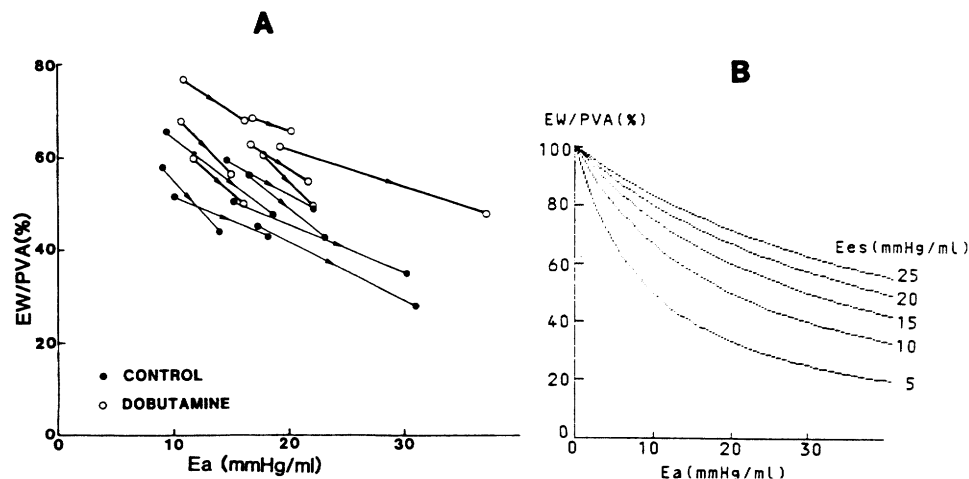 A
80
60
40
20
0
EW/PVA(%)
● CONTROL
○ DOBUTAMINE
0 10 20 30
Ea (mmHg/ml)
B
EW/PVA(%)
100
80
60
40
20
0
Ees(mmHg/ml)
25
20
15
10
5
0 10 20 30
Ea(mmHg/ml)